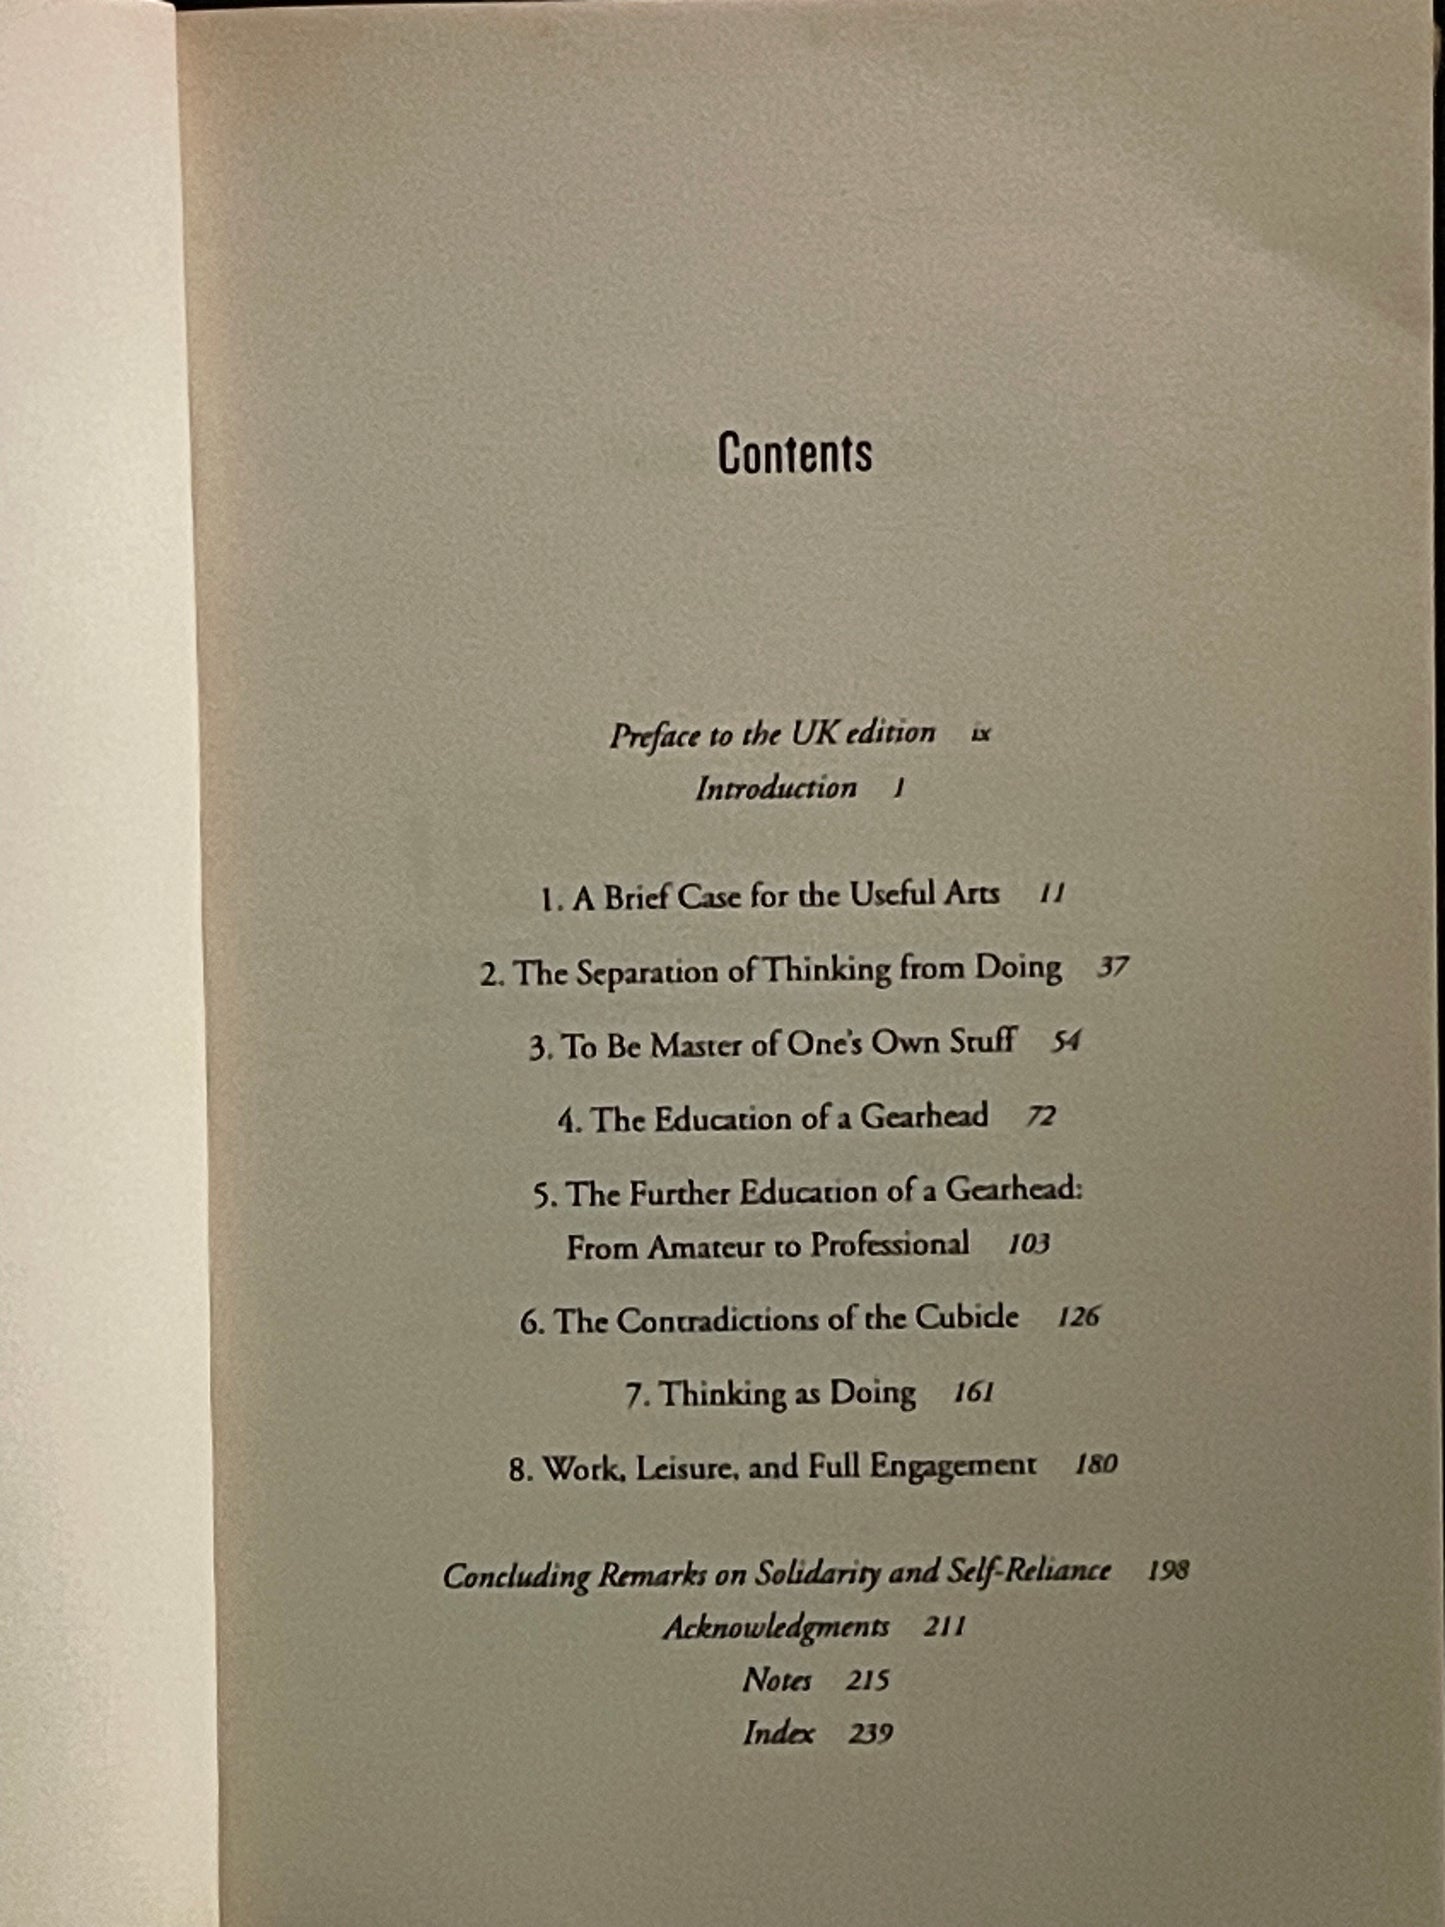 Contents
Preface to the UK edition ix
Introduction 1
1. A Brief Case for the Useful Arts 11
2. The Separation of Thinking from Doing 37
3. To Be Master of One's Own Stuff 54
4. The Education of a Gearhead 72
5. The Further Education of a Gearhead:
From Amateur to Professional 103
6. The Contradictions of the Cubicle 126
7. Thinking as Doing 161
8. Work, Leisure, and Full Engagement 180
Concluding Remarks on Solidarity and Self-Reliance 198
Acknowledgments 211
Notes 215
Index 239